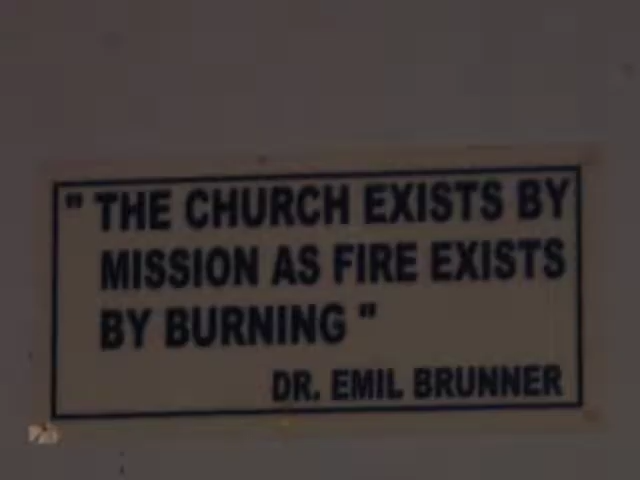 " THE CHURCH EXISTS BY
MISSION AS FIRE EXISTS
BY BURNING "
DR. EMIL BRUNNER